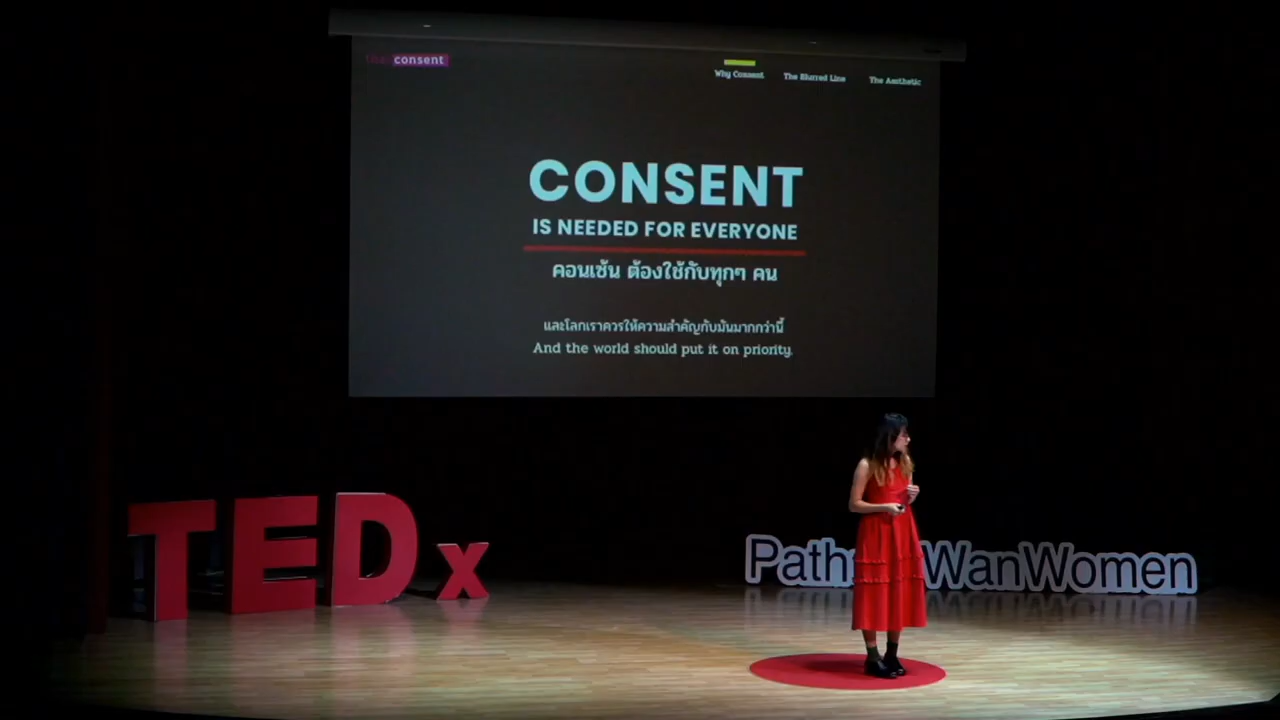 consent
Why Consent
The Blurred Line
The Aesthetic
CONSENT
IS NEEDED FOR EVERYONE
คอนเซ้น ต้องใช้กับทุกๆ คน
และโลกเราควรให้ความสำคัญกับมันมากกว่านี้
And the world should put it on priority.
TEDx
Path WanWomen